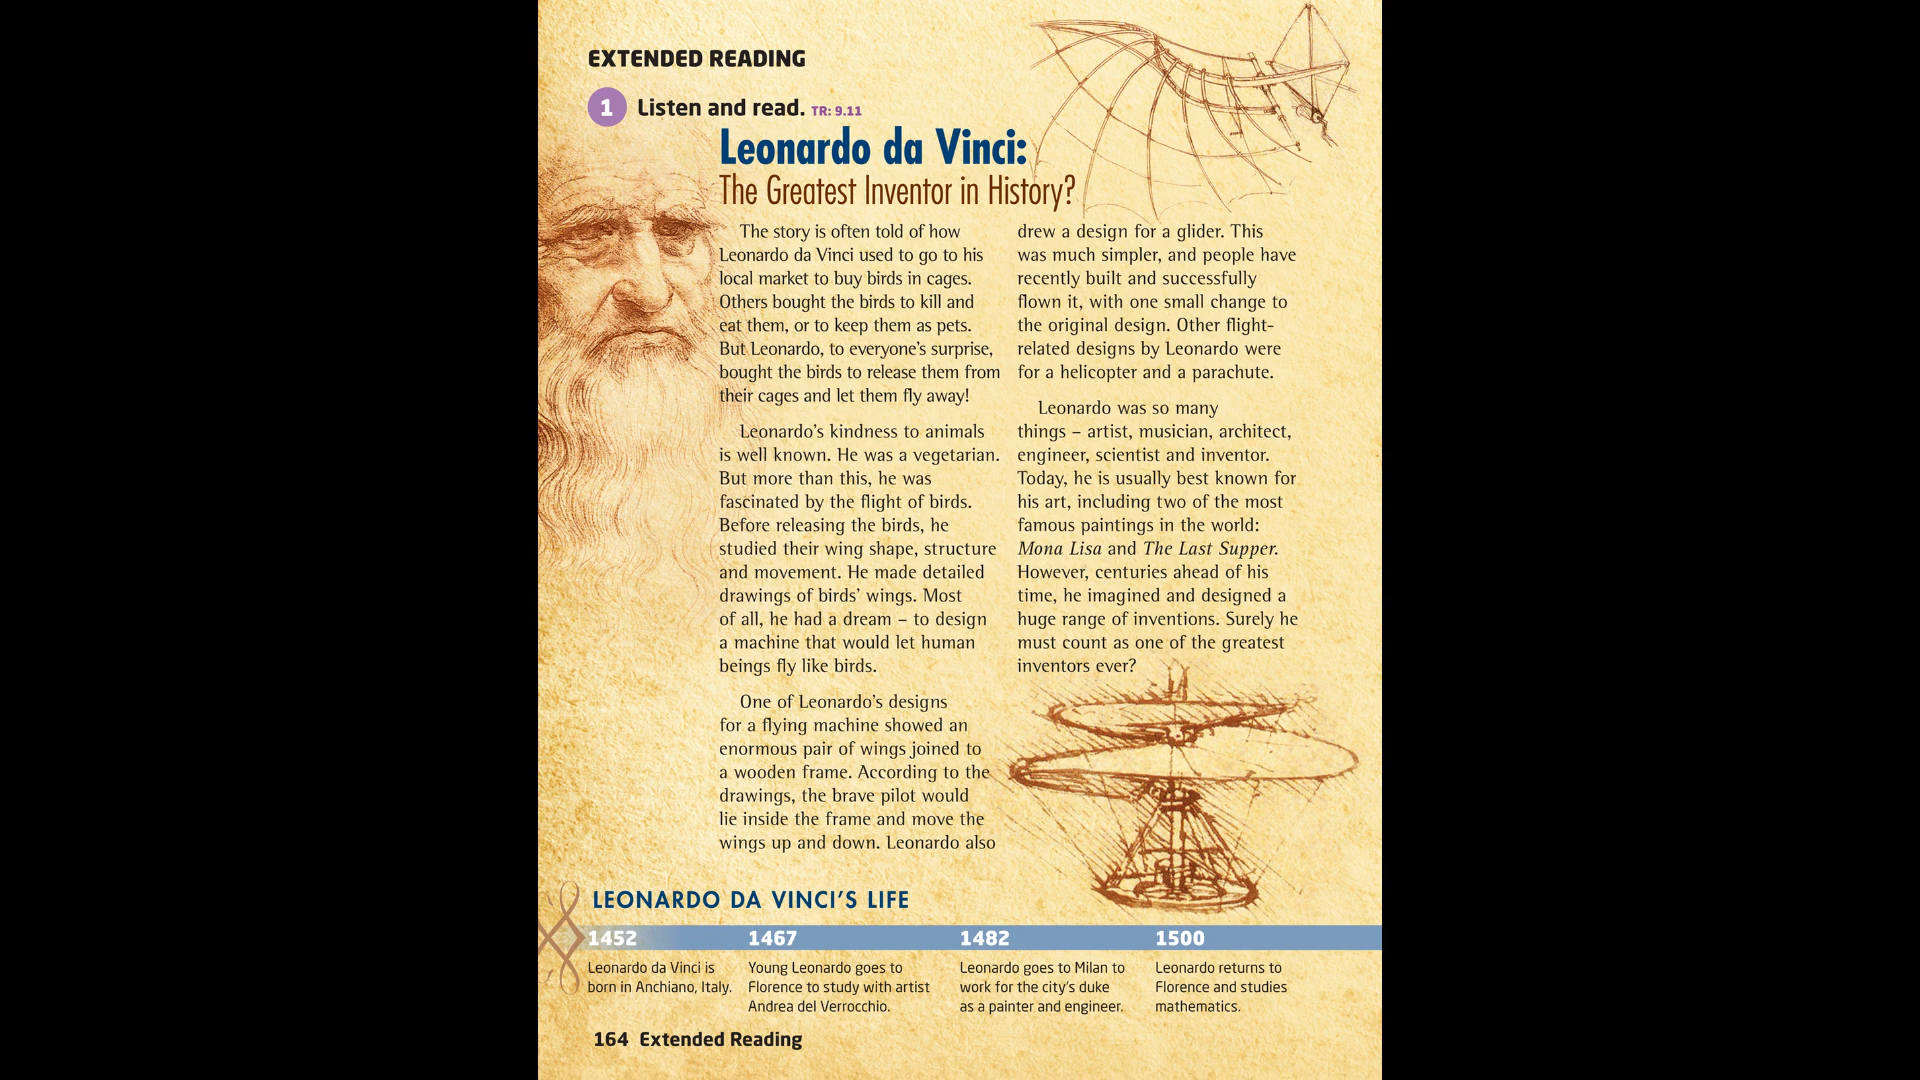 EXTENDED READING
1 Listen and read. TR: 9.11
Leonardo da Vinci:
The Greatest Inventor in History?
The story is often told of how
Leonardo da Vinci used to go to his
local market to buy birds in cages.
Others bought the birds to kill and
eat them, or to keep them as pets.
But Leonardo, to everyone's surprise,
bought the birds to release them from
their cages and let them fly away!
Leonardo's kindness to animals
is well known. He was a vegetarian.
But more than this, he was
fascinated by the flight of birds.
Before releasing the birds, he
studied their wing shape, structure
and movement. He made detailed
drawings of birds' wings. Most
of all, he had a dream – to design
a machine that would let human
beings fly like birds.
One of Leonardo's designs
for a flying machine showed an
enormous pair of wings joined to
a wooden frame. According to the
drawings, the brave pilot would
lie inside the frame and move the
wings up and down. Leonardo also
drew a design for a glider. This
was much simpler, and people have
recently built and successfully
flown it, with one small change to
the original design. Other flight-
related designs by Leonardo were
for a helicopter and a parachute.
Leonardo was so many
things – artist, musician, architect,
engineer, scientist and inventor.
Today, he is usually best known for
his art, including two of the most
famous paintings in the world:
Mona Lisa and The Last Supper.
However, centuries ahead of his
time, he imagined and designed a
huge range of inventions. Surely he
must count as one of the greatest
inventors ever?
LEONARDO DA VINCI'S LIFE
1452
Leonardo da Vinci is
born in Anchiano, Italy.
1467
Young Leonardo goes to
Florence to study with artist
Andrea del Verrocchio.
1482
Leonardo goes to Milan to
work for the city's duke
as a painter and engineer.
1500
Leonardo returns to
Florence and studies
mathematics.
164 Extended Reading